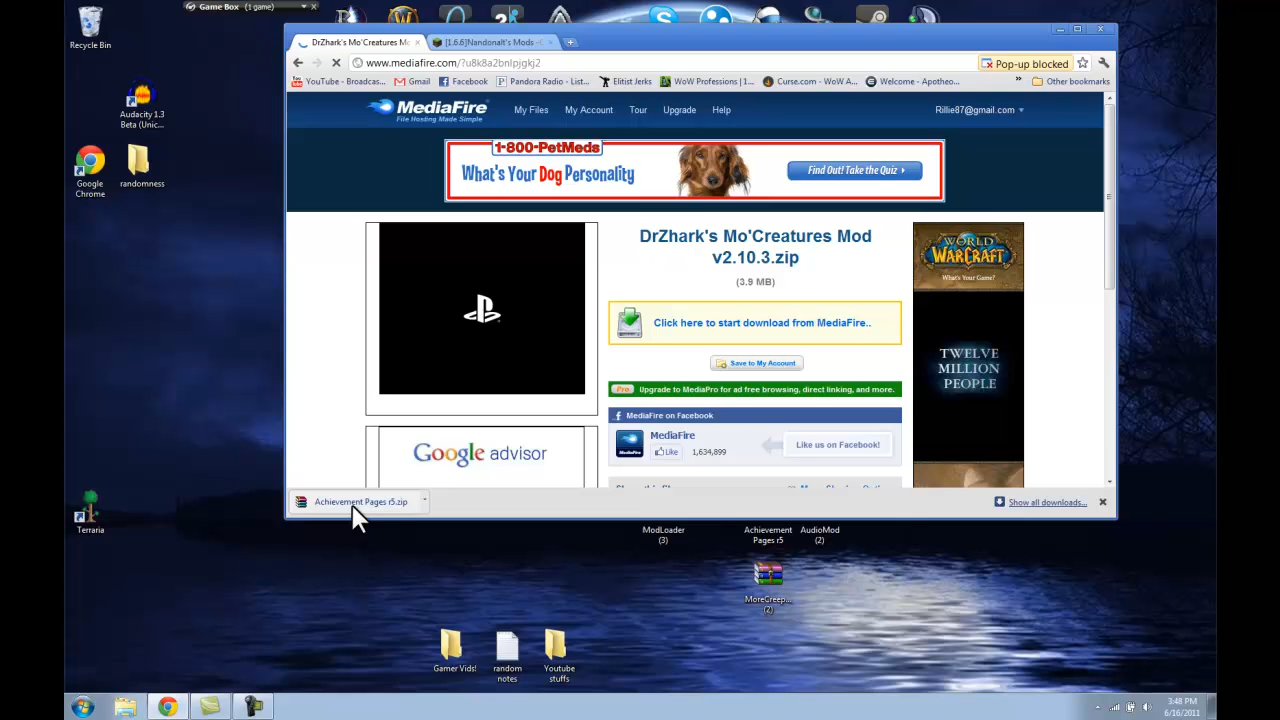 Game Box (1 game)
Recycle Bin
Audacity 1.3
Beta (Unic...
Google
Chrome
randomness
Terraria
DrZhark's Mo'Creatures Mo
[1.6.6]Nandonalt's Mods -
www.mediafire.com/?u8k8a2bnlpjgkj2
Pop-up blocked
YouTube - Broadcas...
Gmail
Facebook
Pandora Radio - List...
Elitist Jerks
WoW Professions | 1...
Curse.com - WoW A...
Welcome - Apotheo...
»
Other bookmarks
MediaFire
File Hosting Made Simple
My Files
My Account
Tour
Upgrade
Help
Rillie87@gmail.com
1-800-PetMeds
What's Your Dog Personality
Find Out! Take the Quiz
DrZhark's Mo'Creatures Mod
v2.10.3.zip
(3.9 MB)
Click here to start download from MediaFire..
Save to My Account
Pro Upgrade to MediaPro for ad free browsing, direct linking, and more.
MediaFire on Facebook
MediaFire
Like 1,634,899
Like us on Facebook!
Google advisor
WORLD
OF
WARCRAFT
What's Your Game?
TWELVE
MILLION
PEOPLE
Achievement Pages r5.zip
Show all downloads...
ModLoader
(3)
Achievement
Pages r5
AudioMod
(2)
MoreCreep...
(2)
Gamer Vids!
random
notes
Youtube
stuffs
3:48 PM
6/16/2011